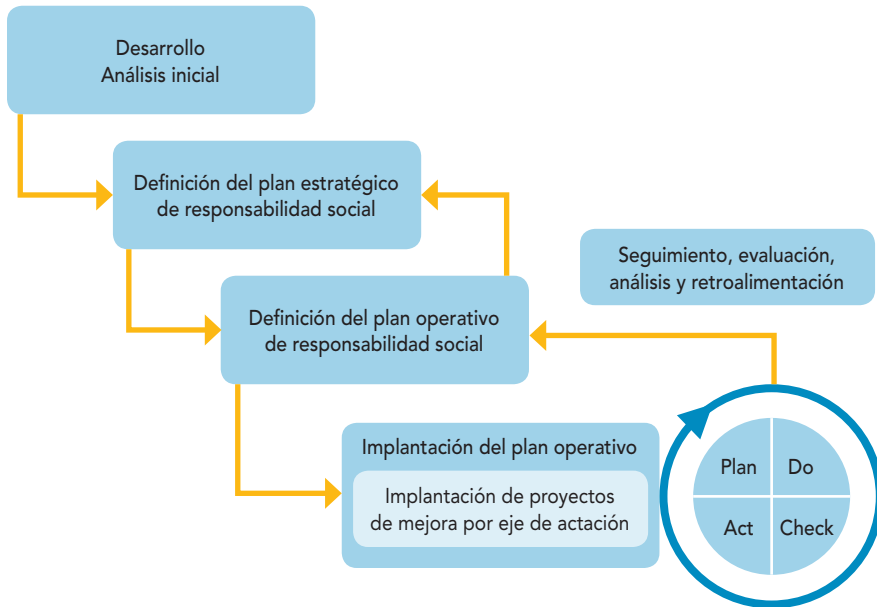 Desarrollo
Análisis inicial
Definición del plan estratégico
de responsabilidad social
Seguimiento, evaluación,
análisis y retroalimentación
Definición del plan operativo
de responsabilidad social
Implantación del plan operativo
Implantación de proyectos
de mejora por eje de actación
Plan
Do
Act
Check